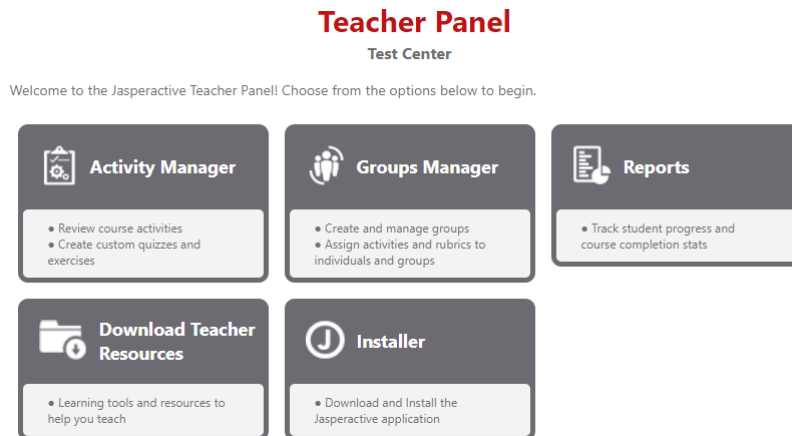 Teacher Panel
Test Center
Welcome to the Jasperactive Teacher Panel! Choose from the options below to begin.
Activity Manager
● Review course activities
● Create custom quizzes and
exercises
Groups Manager
● Create and manage groups
● Assign activities and rubrics to
individuals and groups
Reports
● Track student progress and
course completion stats
Download Teacher
Resources
● Learning tools and resources to
help you teach
J
Installer
● Download and Install the
Jasperactive application